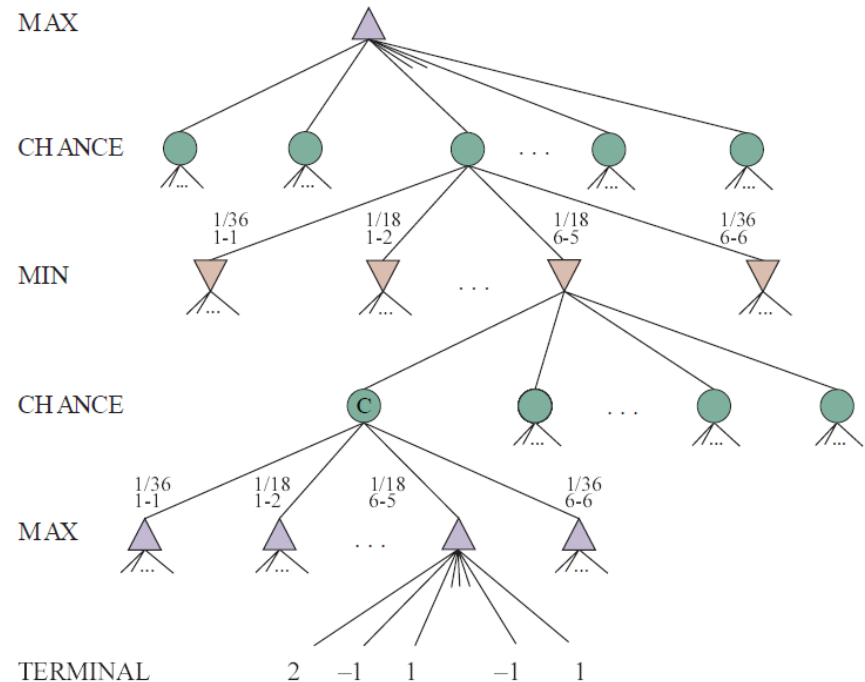 MAX
CHANCE
. . .
... ... ... ...
1/36 1/18 1/18 1/36
1-1 1-2 6-5 6-6
MIN
. . .
... ... ...
CHANCE
C
. . .
... ... ...
1/36 1/18 1/18 1/36
1-1 1-2 6-5 6-6
MAX
. . .
... ... ...
TERMINAL 2 –1 1 –1 1